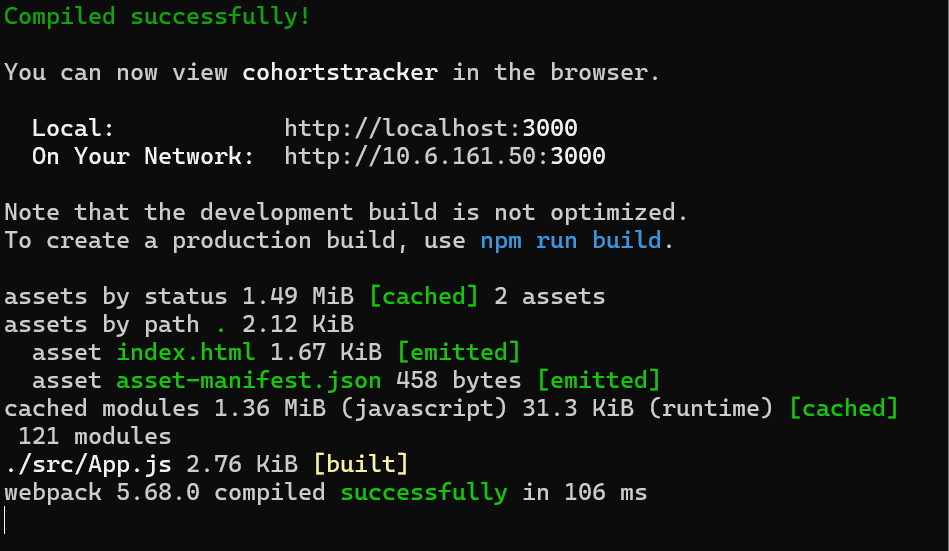 Compiled successfully!
You can now view cohortstracker in the browser.
Local: http://localhost:3000
On Your Network: http://10.6.161.50:3000
Note that the development build is not optimized.
To create a production build, use npm run build.
assets by status 1.49 MiB [cached] 2 assets
assets by path . 2.12 KiB
asset index.html 1.67 KiB [emitted]
asset asset-manifest.json 458 bytes [emitted]
cached modules 1.36 MiB (javascript) 31.3 KiB (runtime) [cached]
121 modules
./src/App.js 2.76 KiB [built]
webpack 5.68.0 compiled successfully in 106 ms